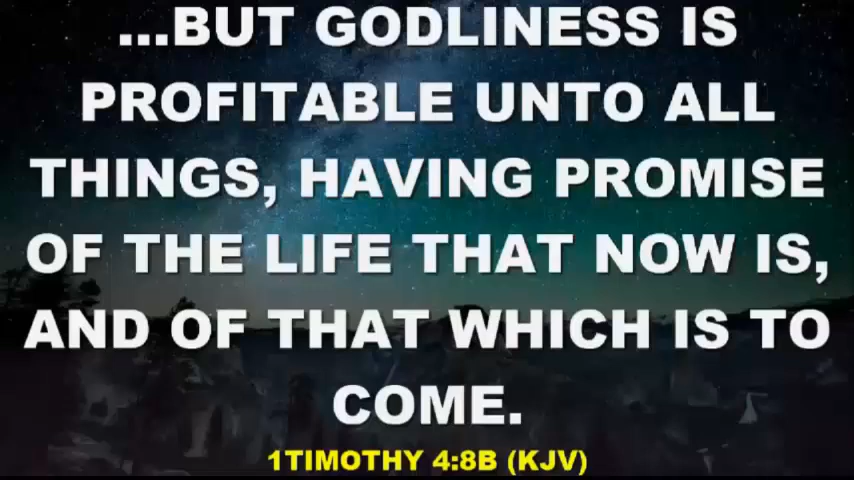 ...BUT GODLINESS IS
PROFITABLE UNTO ALL
THINGS, HAVING PROMISE
OF THE LIFE THAT NOW IS,
AND OF THAT WHICH IS TO
COME.
1TIMOTHY 4:8B (KJV)